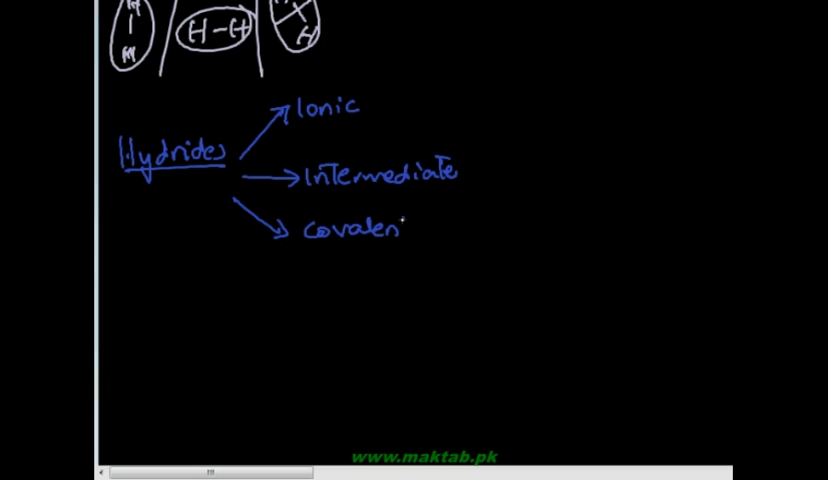 H H-H H
H
Ionic
Hydrides
Intermediate
covalen
www.maktab.pk